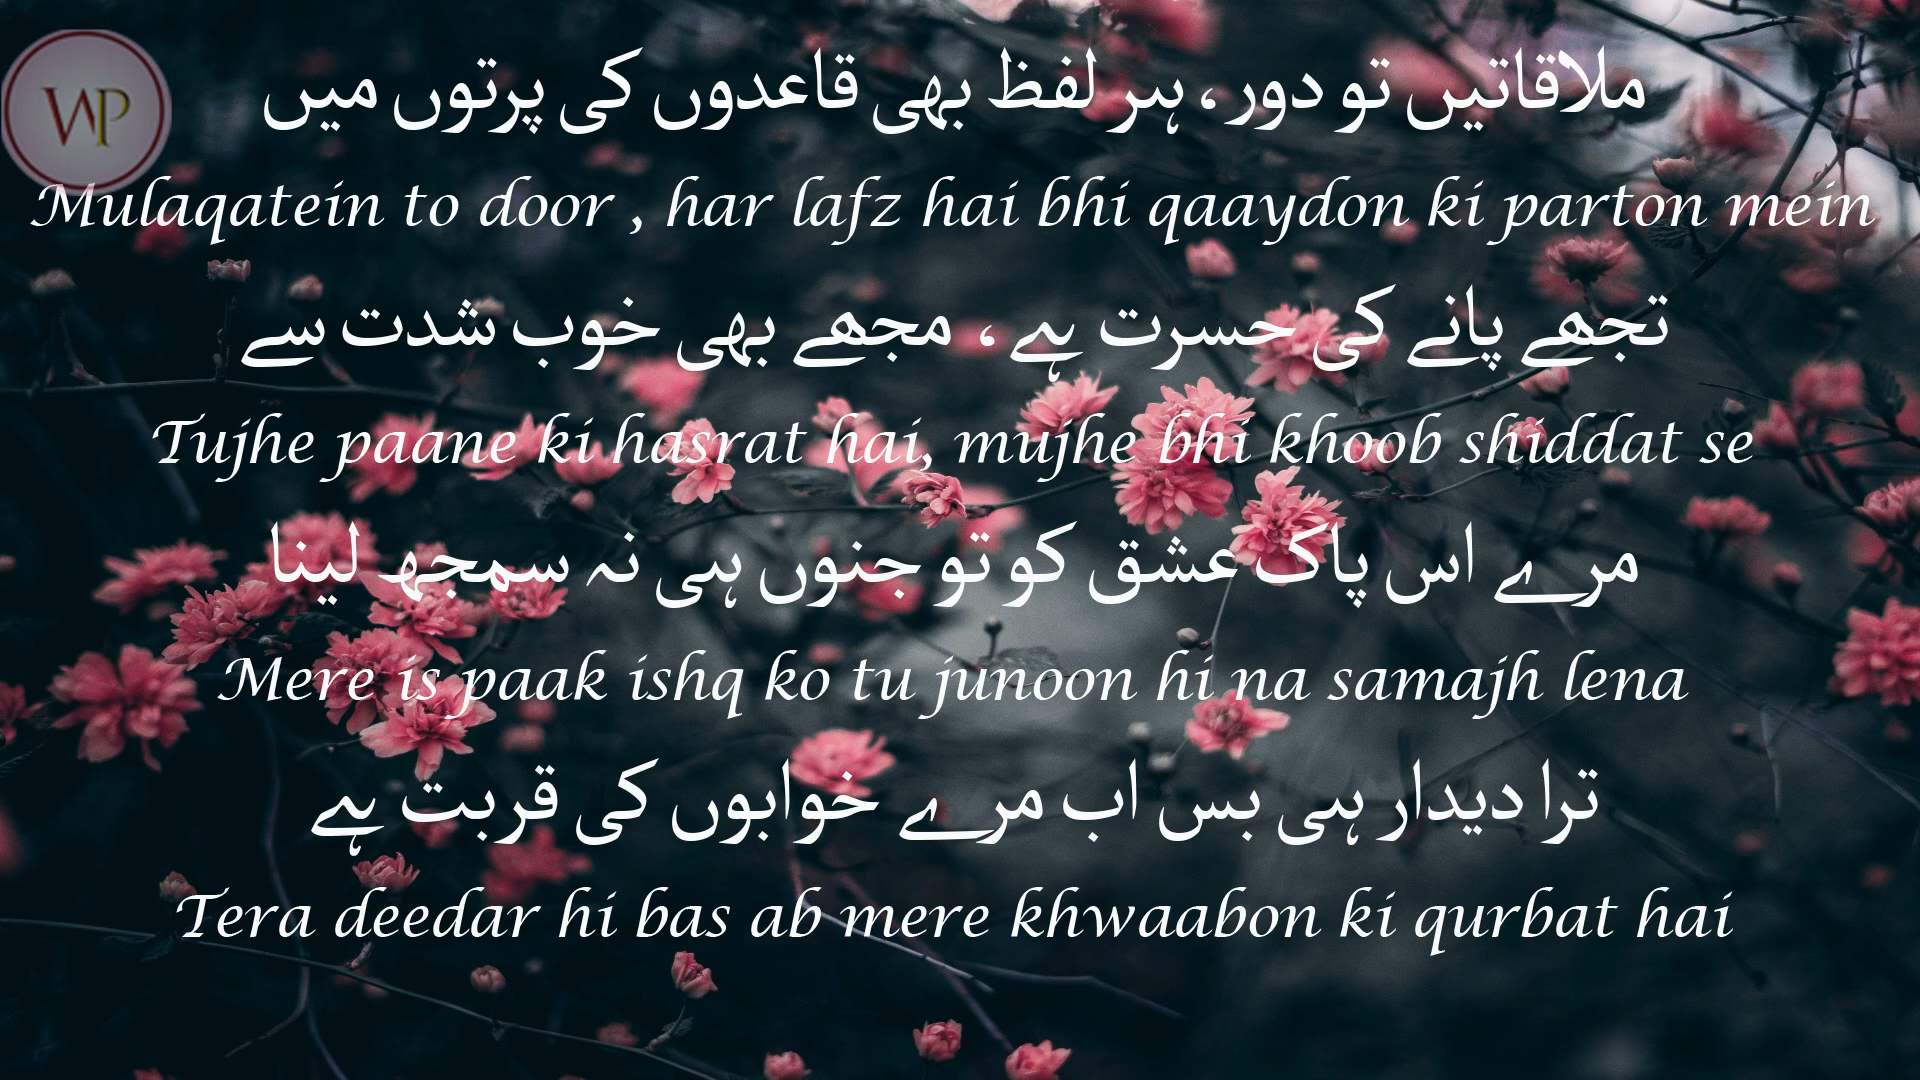 WP
ملاقاتیں تو دور، ہر لفظ بھی قاعدوں کی پرتوں میں
Mulaqatein to door , har lafz hai bhi qaaydon ki parton mein
تجھے پانے کی حسرت ہے، مجھے بھی خوب شدت سے
Tujhe paane ki hasrat hai, mujhe bhi khoob shiddat se
مرے اس پاک عشق کو تو جنوں ہی نہ سمجھ لینا
Mere is paak ishq ko tu junoon hi na samajh lena
ترا دیدار ہی بس اب مرے خوابوں کی قربت ہے
Tera deedar hi bas ab mere khwaabon ki qurbat hai